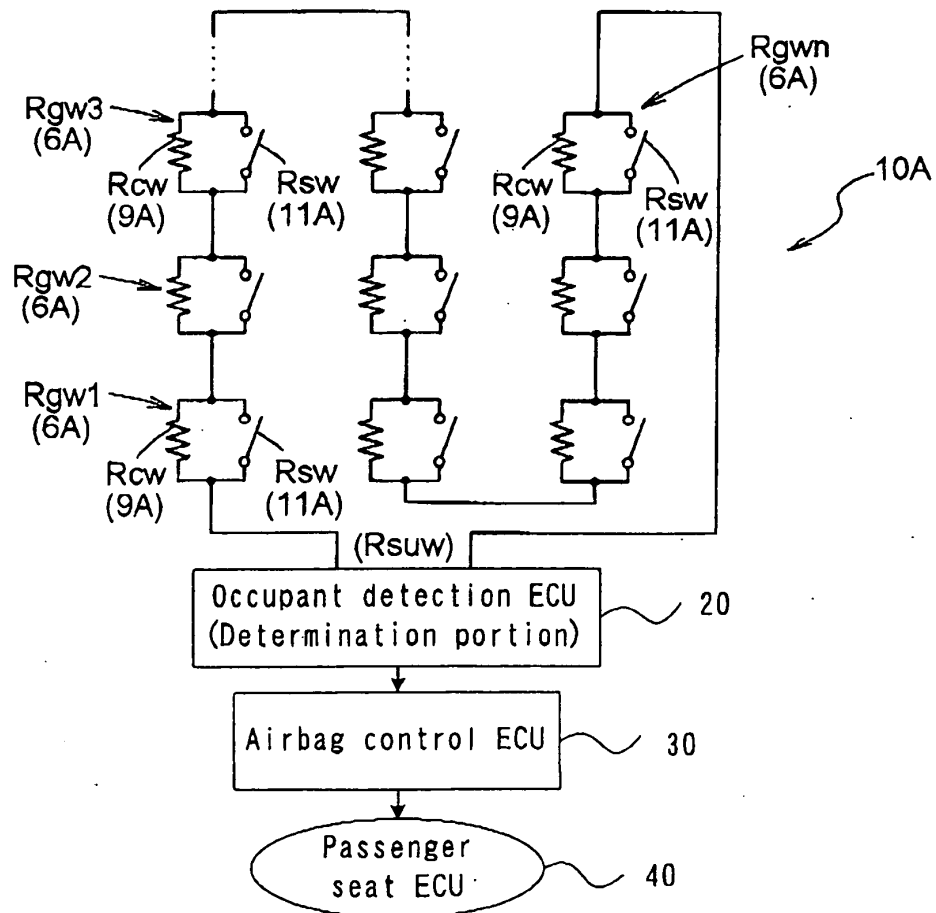 Rgwn
(6A)
Rgw3
(6A)
Rcw
(9A)
Rsw
(11A)
Rcw
(9A)
Rsw
(11A)
10A
Rgw2
(6A)
Rgw1
(6A)
Rcw
(9A)
Rsw
(11A)
(Rsuw)
Occupant detection ECU
(Determination portion)
20
Airbag control ECU
30
Passenger
seat ECU
40